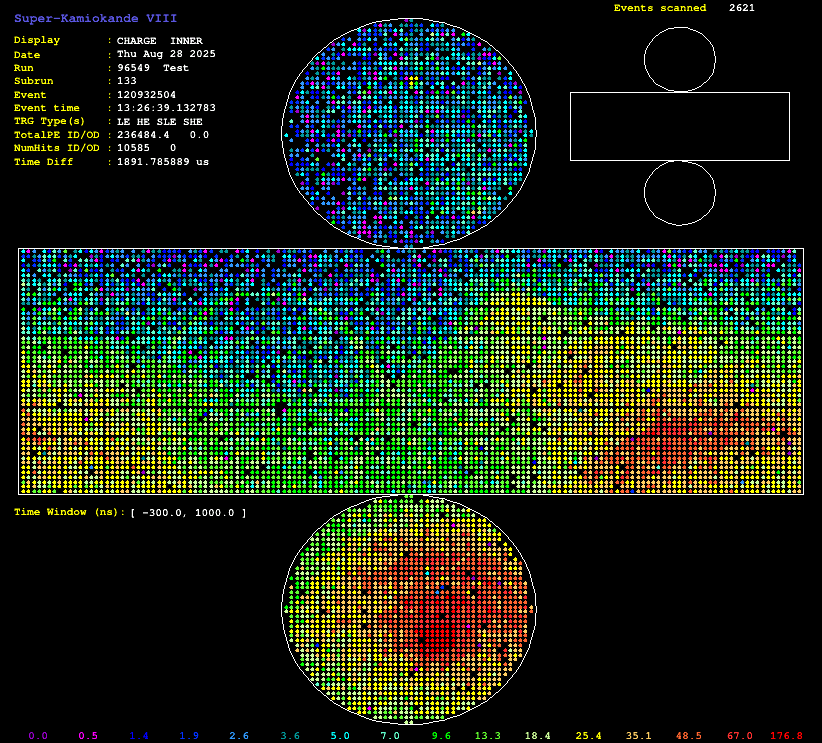 Super-Kamiokande VIII
Events scanned 2621
Display : CHARGE INNER
Date : Thu Aug 28 2025
Run : 96549 Test
Subrun : 133
Event : 120932504
Event time : 13:26:39.132783
TRG Type(s) : LE HE SLE SHE
TotalPE ID/OD : 236484.4 0.0
NumHits ID/OD : 10585 0
Time Diff : 1891.785889 us
Time Window (ns): [ -300.0, 1000.0 ]
0.0 0.5 1.4 1.9 2.6 3.6 5.0 7.0 9.6 13.3 18.4 25.4 35.1 48.5 67.0 176.8